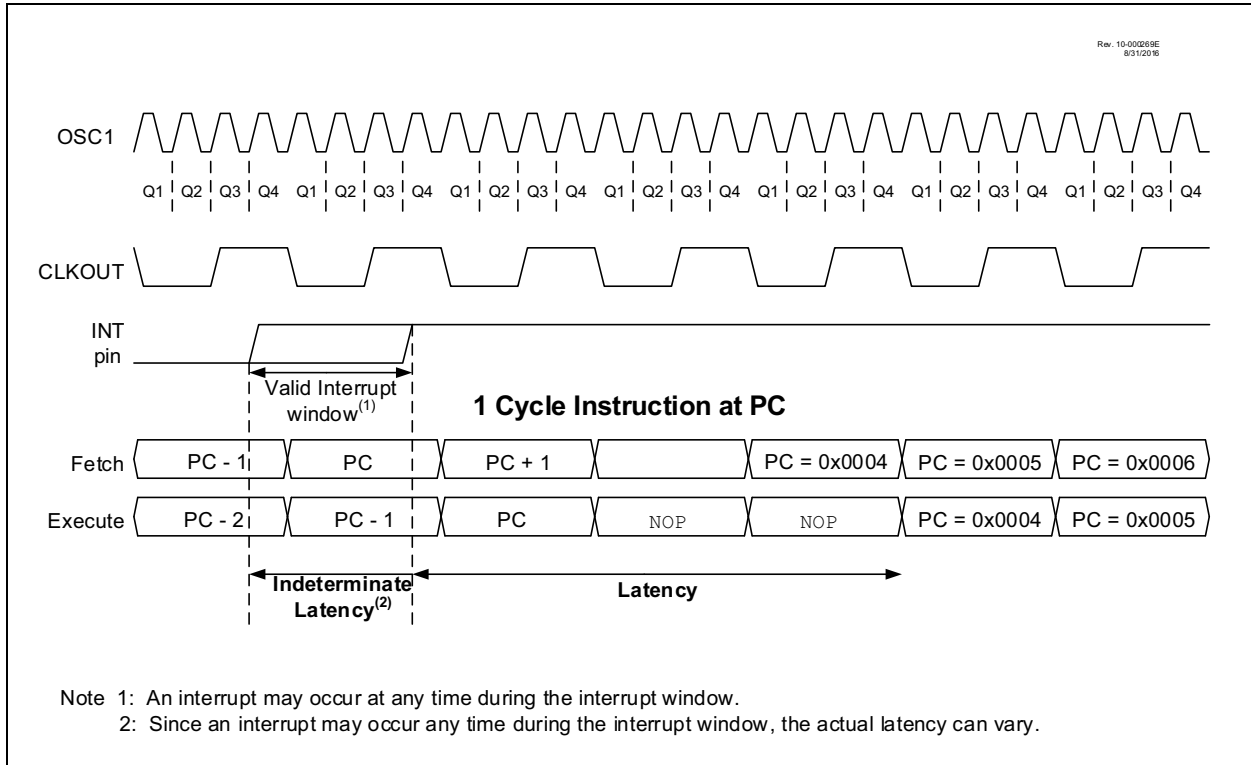 Rev. 10-000269E
8/31/2016
OSC1
Q1 Q2 Q3 Q4 Q1 Q2 Q3 Q4 Q1 Q2 Q3 Q4 Q1 Q2 Q3 Q4 Q1 Q2 Q3 Q4 Q1 Q2 Q3 Q4 Q1 Q2 Q3 Q4
CLKOUT
INT
pin
Valid Interrupt
window(1)
1 Cycle Instruction at PC
Fetch PC - 1 PC PC + 1 PC = 0x0004 PC = 0x0005 PC = 0x0006
Execute PC - 2 PC - 1 PC NOP NOP PC = 0x0004 PC = 0x0005
Indeterminate
Latency(2)
Latency
Note 1: An interrupt may occur at any time during the interrupt window.
2: Since an interrupt may occur any time during the interrupt window, the actual latency can vary.